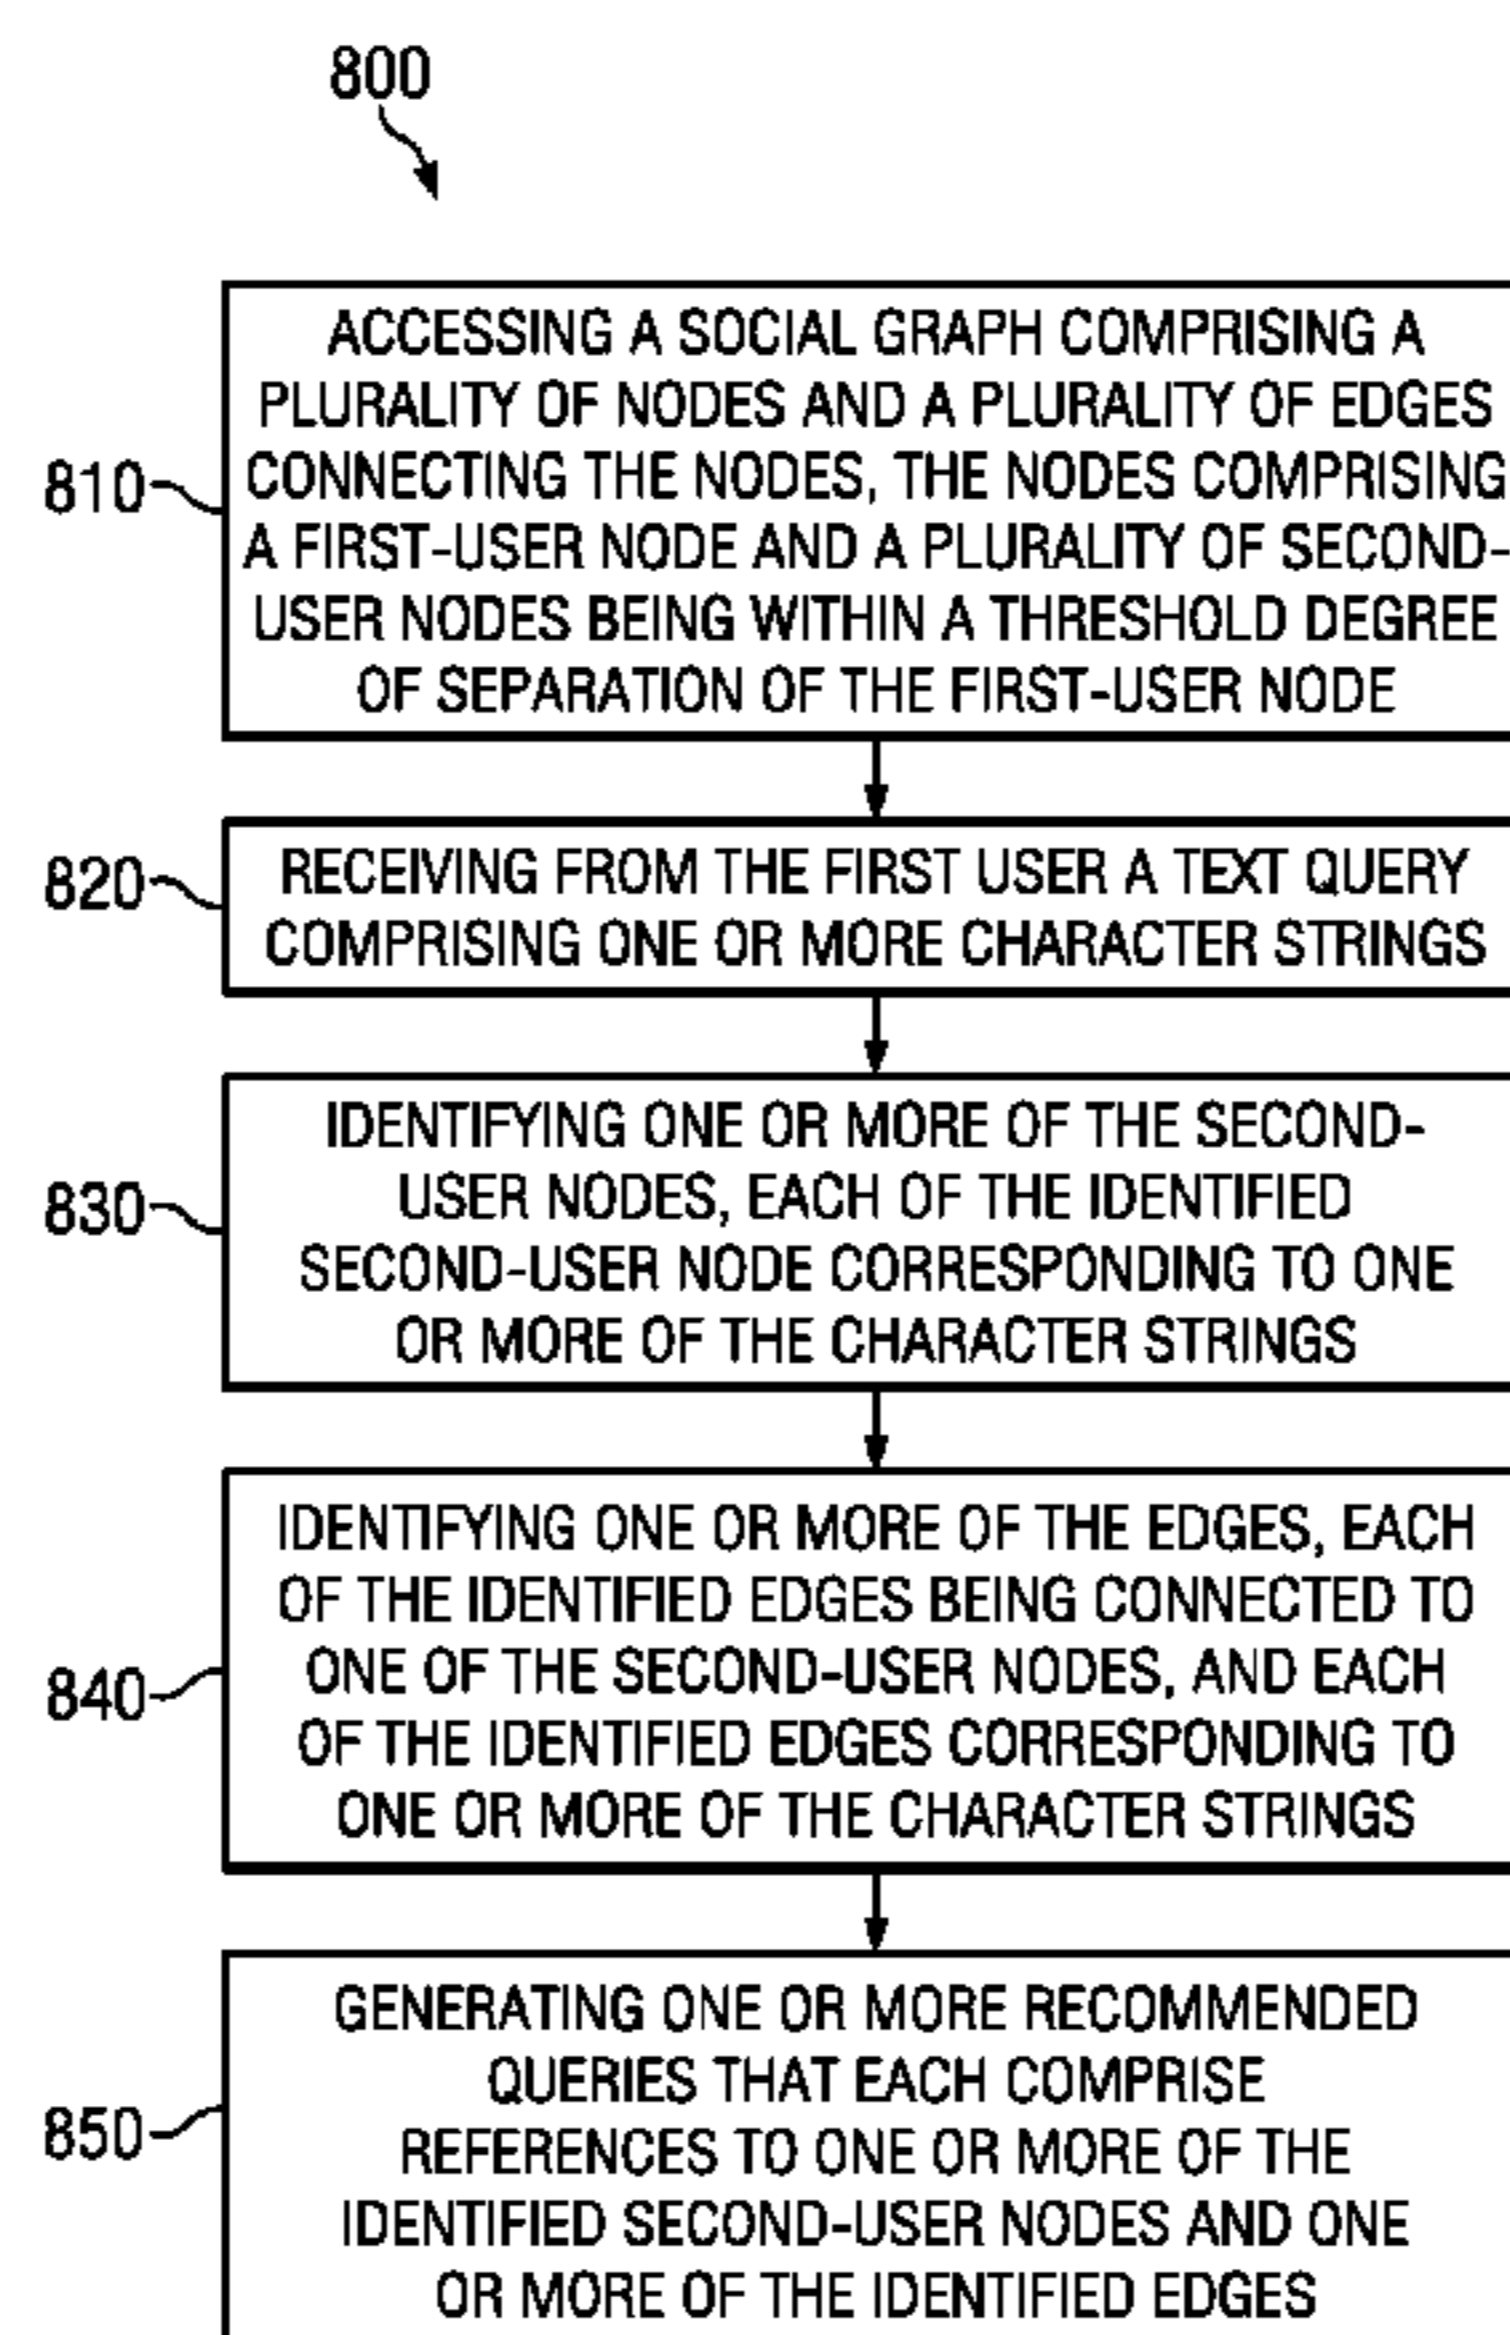 800
810
ACCESSING A SOCIAL GRAPH COMPRISING A
PLURALITY OF NODES AND A PLURALITY OF EDGES
CONNECTING THE NODES, THE NODES COMPRISING
A FIRST-USER NODE AND A PLURALITY OF SECOND-
USER NODES BEING WITHIN A THRESHOLD DEGREE
OF SEPARATION OF THE FIRST-USER NODE
820
RECEIVING FROM THE FIRST USER A TEXT QUERY
COMPRISING ONE OR MORE CHARACTER STRINGS
830
IDENTIFYING ONE OR MORE OF THE SECOND-
USER NODES, EACH OF THE IDENTIFIED
SECOND-USER NODE CORRESPONDING TO ONE
OR MORE OF THE CHARACTER STRINGS
840
IDENTIFYING ONE OR MORE OF THE EDGES, EACH
OF THE IDENTIFIED EDGES BEING CONNECTED TO
ONE OF THE SECOND-USER NODES, AND EACH
OF THE IDENTIFIED EDGES CORRESPONDING TO
ONE OR MORE OF THE CHARACTER STRINGS
850
GENERATING ONE OR MORE RECOMMENDED
QUERIES THAT EACH COMPRISE
REFERENCES TO ONE OR MORE OF THE
IDENTIFIED SECOND-USER NODES AND ONE
OR MORE OF THE IDENTIFIED EDGES